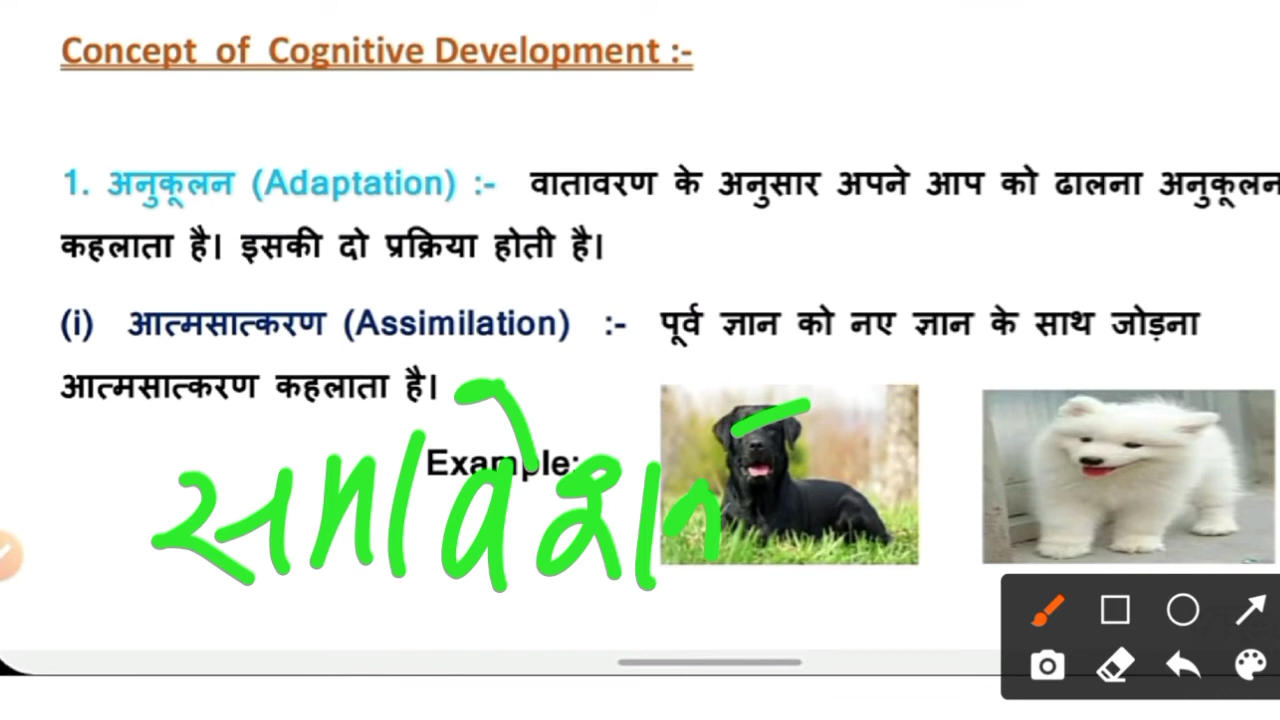 Concept of Cognitive Development :-
1. अनुकूलन (Adaptation) :- वातावरण के अनुसार अपने आप को ढालना अनुकूलन
कहलाता है। इसकी दो प्रक्रिया होती है।
(i) आत्मसात्करण (Assimilation) :- पूर्व ज्ञान को नए ज्ञान के साथ जोड़ना
आत्मसात्करण कहलाता है।
Example:
समावेशन